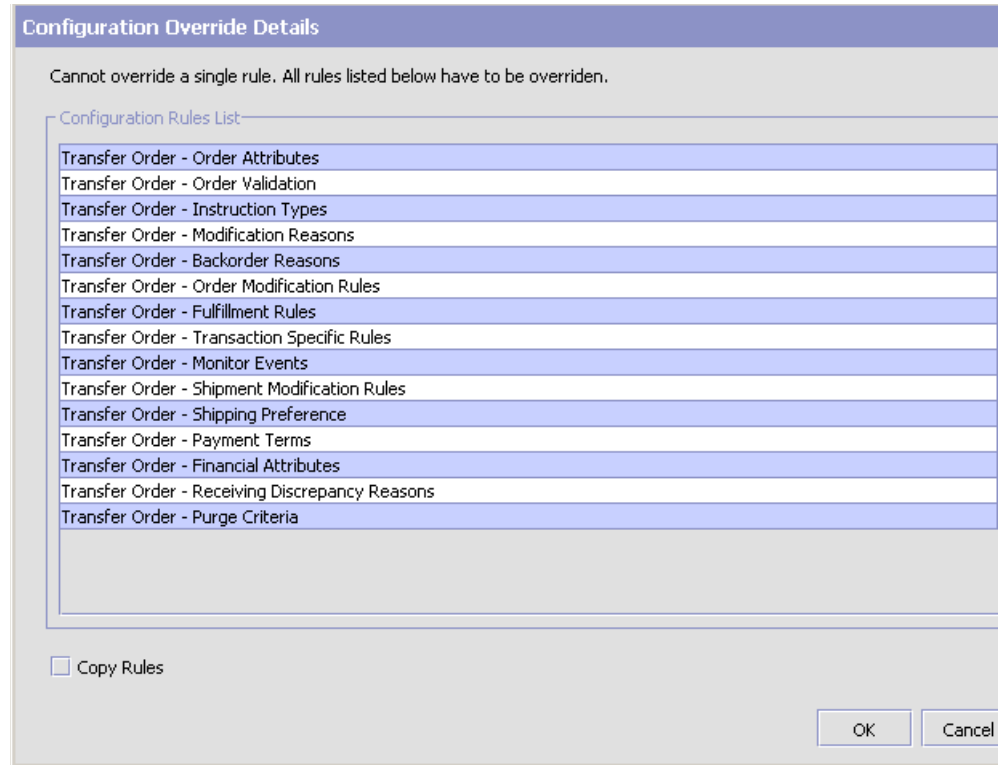 Configuration Override Details
Cannot override a single rule. All rules listed below have to be overriden.
Configuration Rules List
Transfer Order - Order Attributes
Transfer Order - Order Validation
Transfer Order - Instruction Types
Transfer Order - Modification Reasons
Transfer Order - Backorder Reasons
Transfer Order - Order Modification Rules
Transfer Order - Fulfillment Rules
Transfer Order - Transaction Specific Rules
Transfer Order - Monitor Events
Transfer Order - Shipment Modification Rules
Transfer Order - Shipping Preference
Transfer Order - Payment Terms
Transfer Order - Financial Attributes
Transfer Order - Receiving Discrepancy Reasons
Transfer Order - Purge Criteria
Copy Rules
OK Cancel